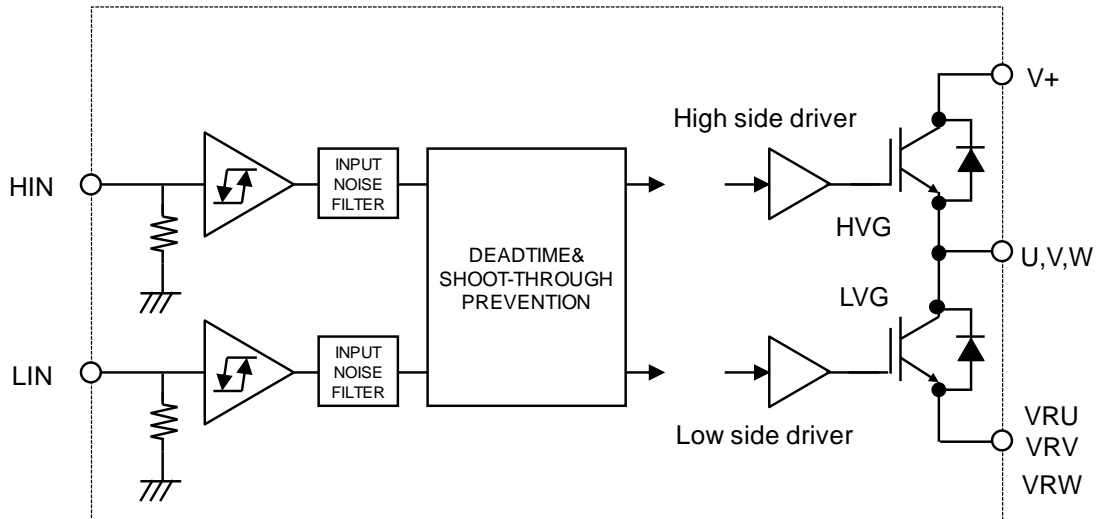 V+
High side driver
HIN
INPUT
NOISE
FILTER
DEADTIME&
SHOOT-THROUGH
PREVENTION
HVG
U,V,W
LVG
LIN
INPUT
NOISE
FILTER
Low side driver
VRU
VRV
VRW